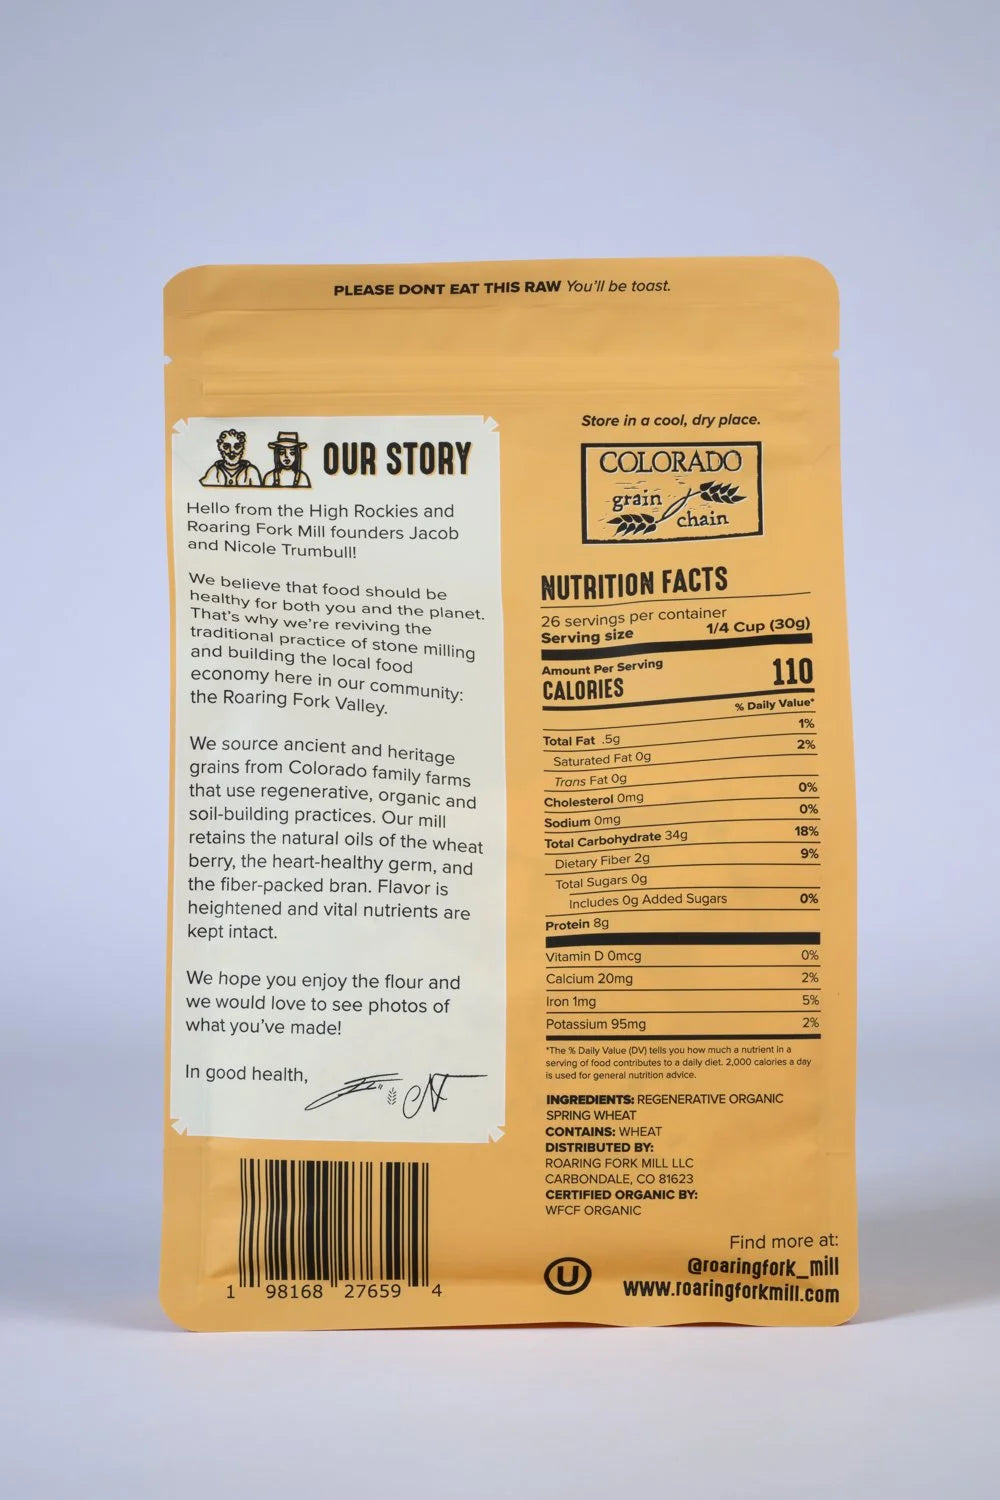 PLEASE DONT EAT THIS RAW You'll be toast.
OUR STORY
Hello from the High Rockies and
Roaring Fork Mill founders Jacob
and Nicole Trumbull!
We believe that food should be
healthy for both you and the planet.
That's why we're reviving the
traditional practice of stone milling
and building the local food
economy here in our community:
the Roaring Fork Valley.
We source ancient and heritage
grains from Colorado family farms
that use regenerative, organic and
soil-building practices. Our mill
retains the natural oils of the wheat
berry, the heart-healthy germ, and
the fiber-packed bran. Flavor is
heightened and vital nutrients are
kept intact.
We hope you enjoy the flour and
we would love to see photos of
what you've made!
In good health,
1 98168 27659 4
Store in a cool, dry place.
COLORADO
grain
chain
NUTRITION FACTS
26 servings per container
Serving size 1/4 Cup (30g)
Amount Per Serving
CALORIES 110
% Daily Value*
Total Fat .5g 1%
Saturated Fat 0g 2%
Trans Fat 0g
Cholesterol 0mg 0%
Sodium 0mg 0%
Total Carbohydrate 34g 18%
Dietary Fiber 2g 9%
Total Sugars 0g
Includes 0g Added Sugars 0%
Protein 8g
Vitamin D 0mcg 0%
Calcium 20mg 2%
Iron 1mg 5%
Potassium 95mg 2%
*The % Daily Value (DV) tells you how much a nutrient in a
serving of food contributes to a daily diet. 2,000 calories a day
is used for general nutrition advice.
INGREDIENTS: REGENERATIVE ORGANIC
SPRING WHEAT
CONTAINS: WHEAT
DISTRIBUTED BY:
ROARING FORK MILL LLC
CARBONDALE, CO 81623
CERTIFIED ORGANIC BY:
WFCF ORGANIC
Find more at:
@roaringfork_mill
U
www.roaringforkmill.com